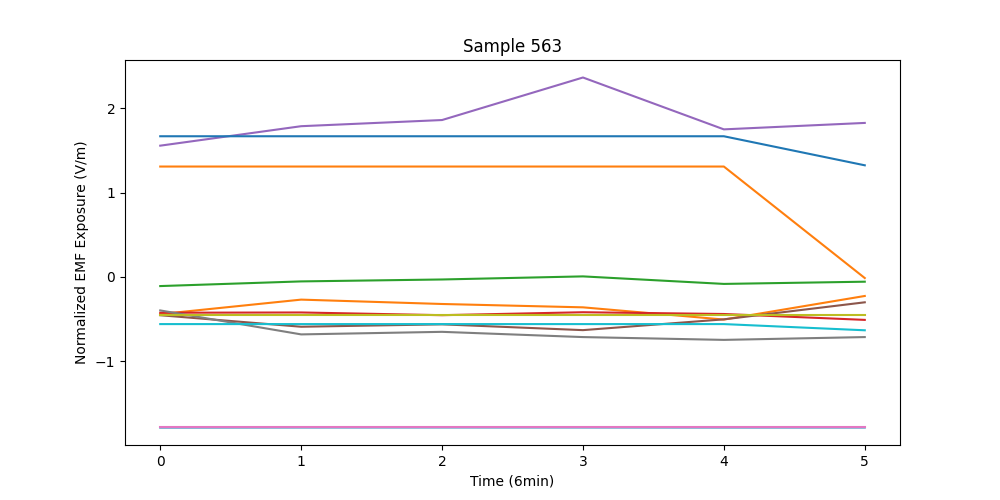 Sample 563
Normalized EMF Exposure (V/m)
2
1
0
−1
0 1 2 3 4 5
Time (6min)